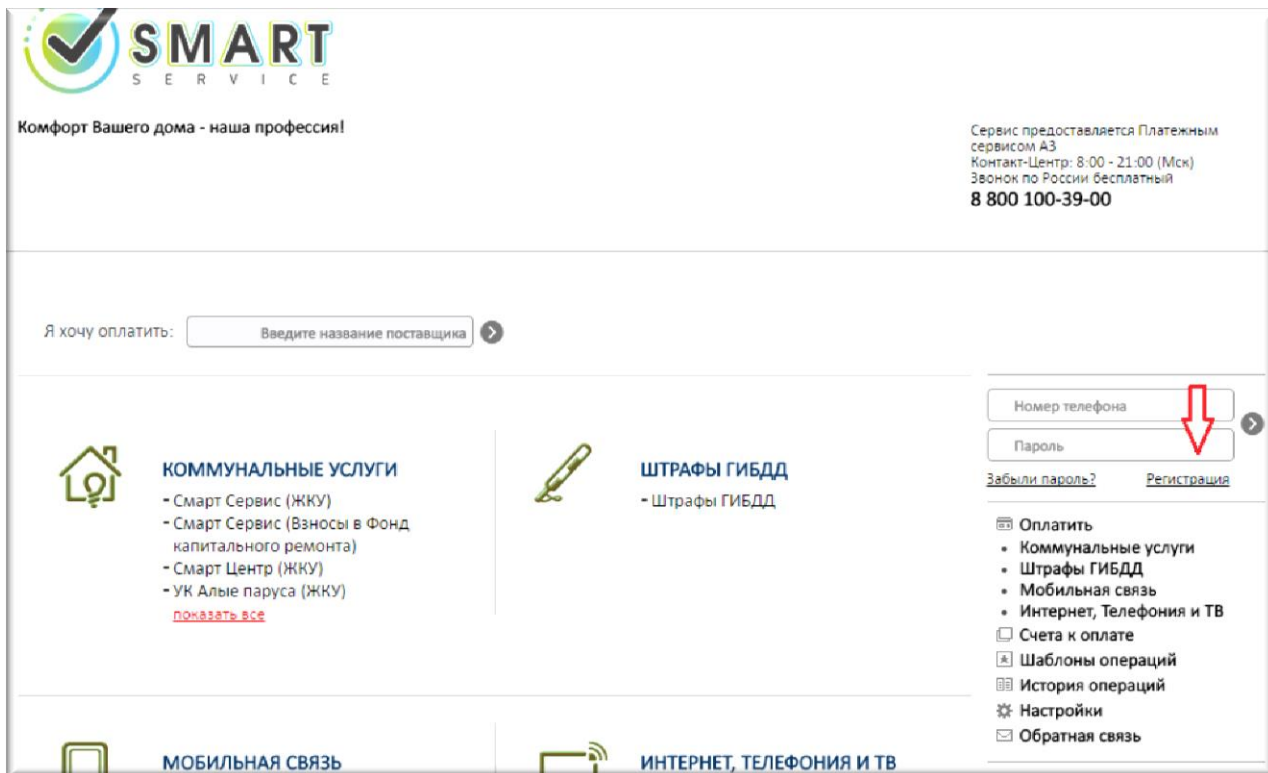 SMART
SERVICE
Комфорт Вашего дома - наша профессия!
Сервис предоставляется Платежным
сервисом А3
Контакт-Центр: 8:00 - 21:00 (Мск)
Звонок по России бесплатный
8 800 100-39-00
Я хочу оплатить:
Введите название поставщика
КОММУНАЛЬНЫЕ УСЛУГИ
- Смарт Сервис (ЖКУ)
- Смарт Сервис (Взносы в Фонд
капитального ремонта)
- Смарт Центр (ЖКУ)
- УК Алые паруса (ЖКУ)
показать все
ШТРАФЫ ГИБДД
- Штрафы ГИБДД
МОБИЛЬНАЯ СВЯЗЬ
ИНТЕРНЕТ, ТЕЛЕФОНИЯ И ТВ
Номер телефона
Пароль
Забыли пароль? Регистрация
Оплатить
• Коммунальные услуги
• Штрафы ГИБДД
• Мобильная связь
• Интернет, Телефония и ТВ
Счета к оплате
Шаблоны операций
История операций
Настройки
Обратная связь